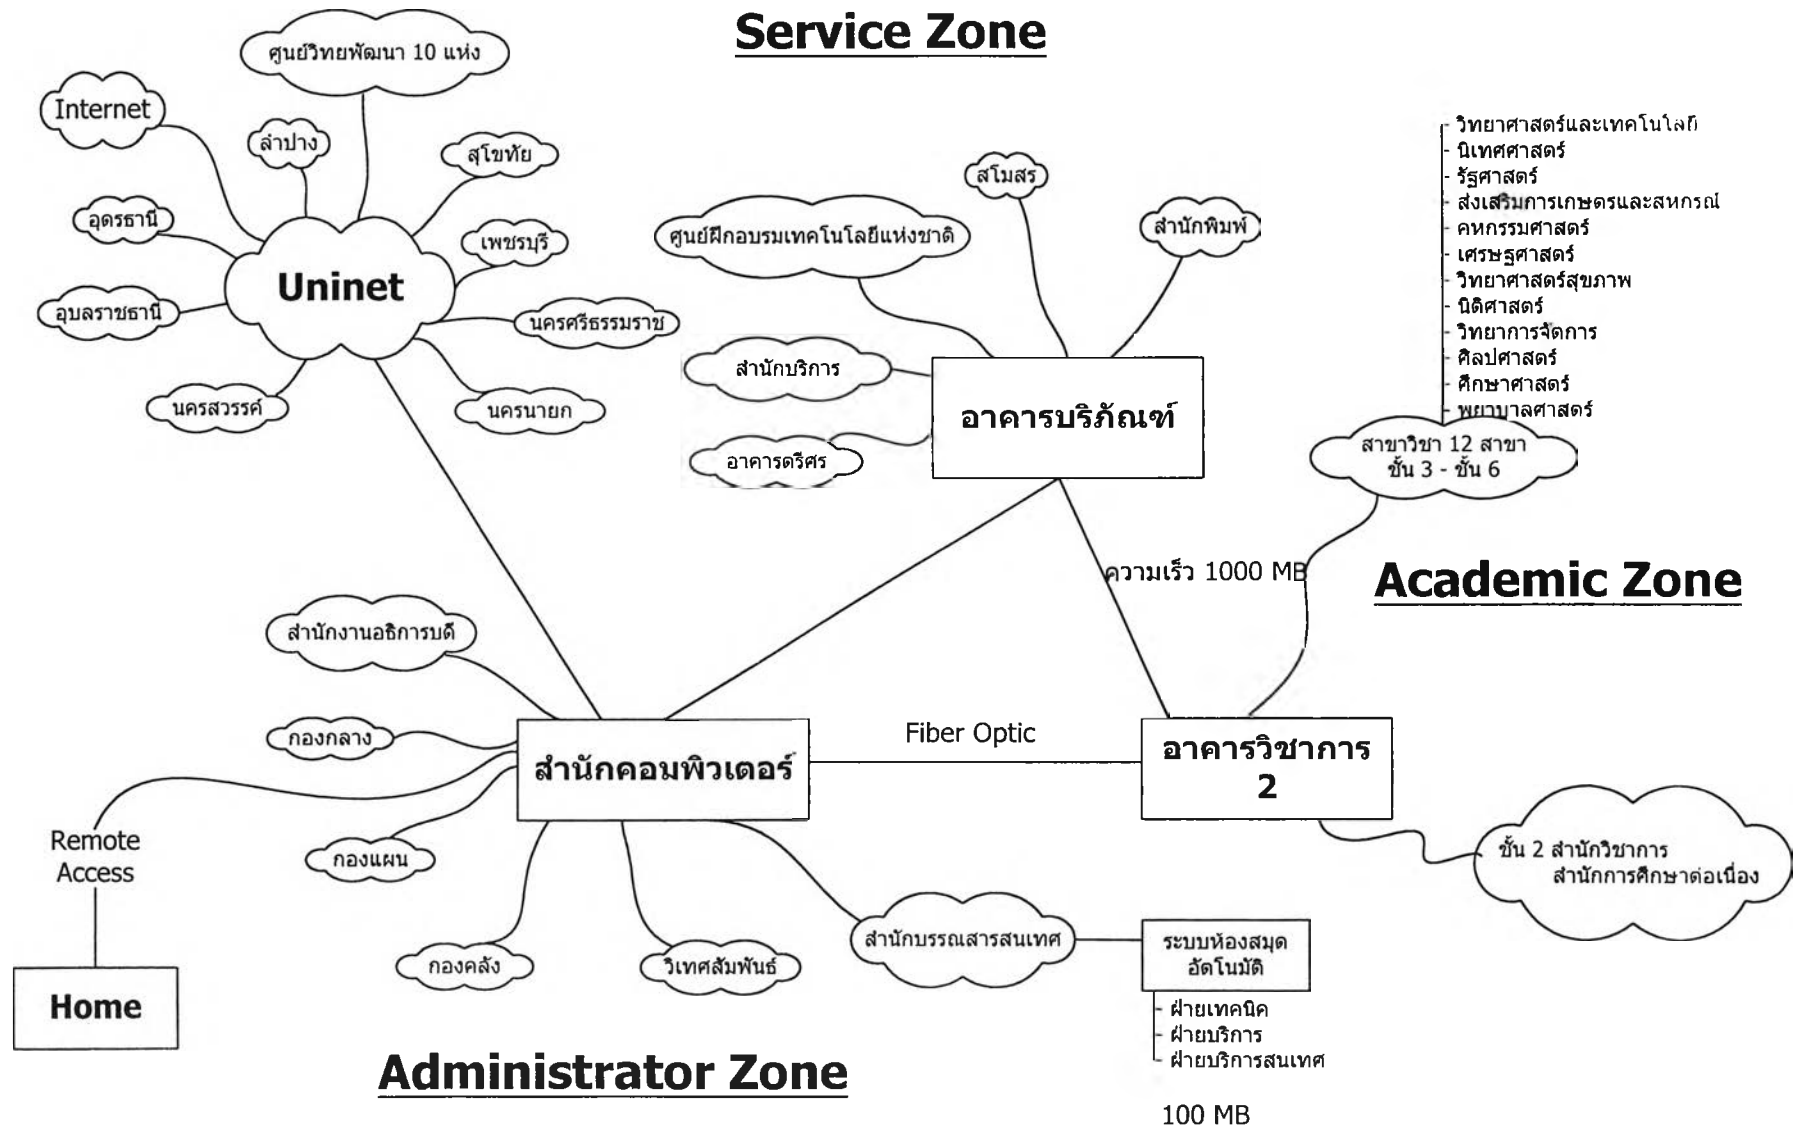 Service Zone
ศูนย์วิทยพัฒนา 10 แห่ง
Internet
ลำปาง
สุโขทัย
อุดรธานี
เพชรบุรี
Uninet
อุบลราชธานี
นครศรีธรรมราช
นครสวรรค์
นครนายก
สโมสร
ศูนย์ฝึกอบรมเทคโนโลยีแห่งชาติ
สำนักพิมพ์
สำนักบริการ
อาคารบริภัณฑ์
อาคารตรีศร
- วิทยาศาสตร์และเทคโนโลยี
- นิเทศศาสตร์
- รัฐศาสตร์
- ส่งเสริมการเกษตรและสหกรณ์
- คหกรรมศาสตร์
- เศรษฐศาสตร์
- วิทยาศาสตร์สุขภาพ
- นิติศาสตร์
- วิทยาการจัดการ
- ศิลปศาสตร์
- ศึกษาศาสตร์
- พยาบาลศาสตร์
สาขาวิชา 12 สาขา
ชั้น 3 - ชั้น 6
ความเร็ว 1000 MB
Academic Zone
สำนักงานอธิการบดี
กองกลาง
สำนักคอมพิวเตอร์
Fiber Optic
อาคารวิชาการ
2
Remote
Access
กองแผน
ชั้น 2 สำนักวิชาการ
สำนักการศึกษาต่อเนื่อง
กองคลัง
วิเทศสัมพันธ์
สำนักบรรณสารสนเทศ
ระบบห้องสมุด
อัตโนมัติ
- ฝ่ายเทคนิค
- ฝ่ายบริการ
- ฝ่ายบริการสนเทศ
Home
Administrator Zone
100 MB